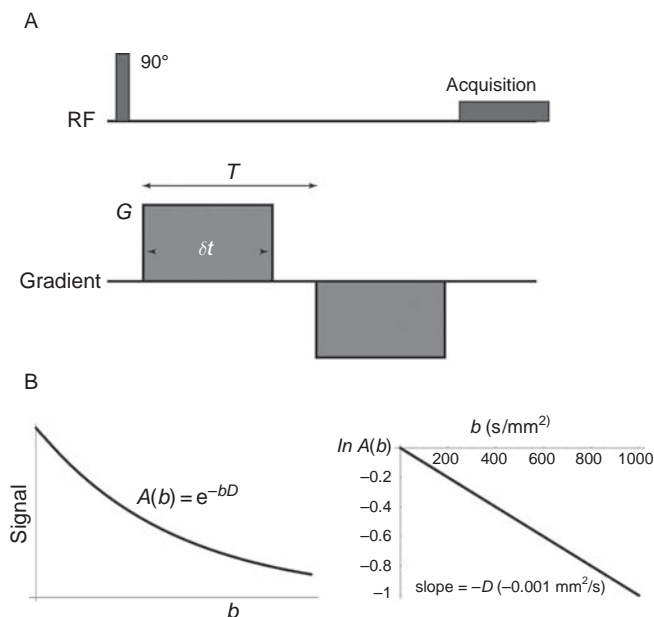 A
90°
Acquisition
RF
T
G
δt
Gradient
B
b (s/mm²)
ln A(b)
200 400 600 800 1000
−0.2
−0.4
−0.6
−0.8
−1
A(b) = e^−bD
Signal
b
slope = −D (−0.001 mm²/s)